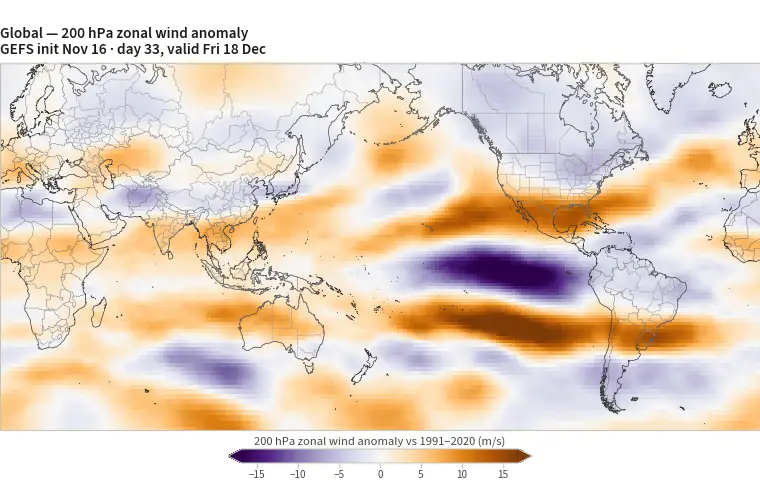 Global — 200 hPa zonal wind anomaly
GEFS init Nov 16 · day 33, valid Fri 18 Dec
200 hPa zonal wind anomaly vs 1991–2020 (m/s)
−15 −10 −5 0 5 10 15